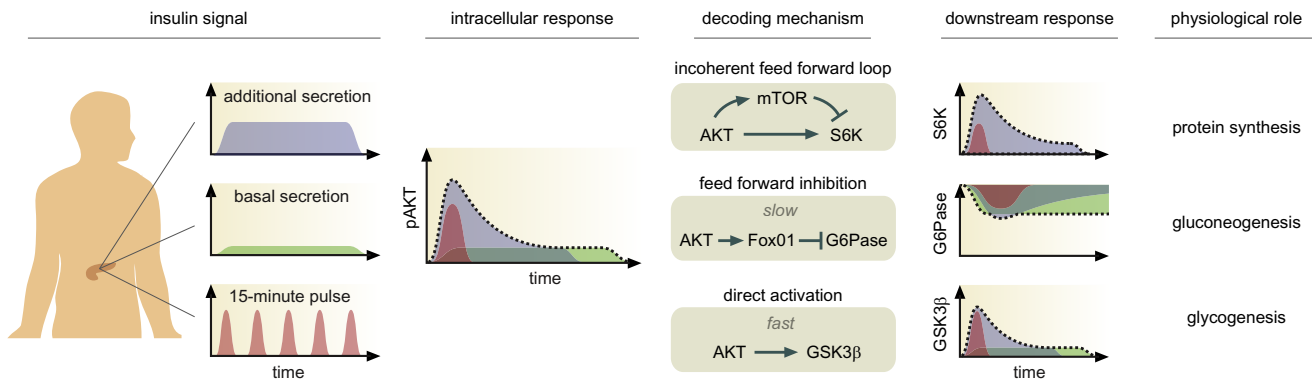 insulin signal
intracellular response
decoding mechanism
downstream response
physiological role
additional secretion
basal secretion
15-minute pulse
time
pAKT
time
incoherent feed forward loop
mTOR
AKT
S6K
feed forward inhibition
slow
AKT
Fox01
G6Pase
direct activation
fast
AKT
GSK3β
S6K
G6Pase
GSK3β
time
protein synthesis
gluconeogenesis
glycogenesis